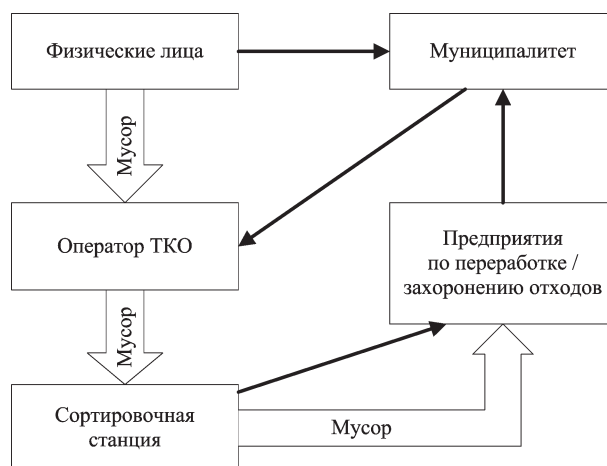 Физические лица
Муниципалитет
Мусор
Оператор ТКО
Предприятия
по переработке /
захоронению отходов
Мусор
Сортировочная
станция
Мусор